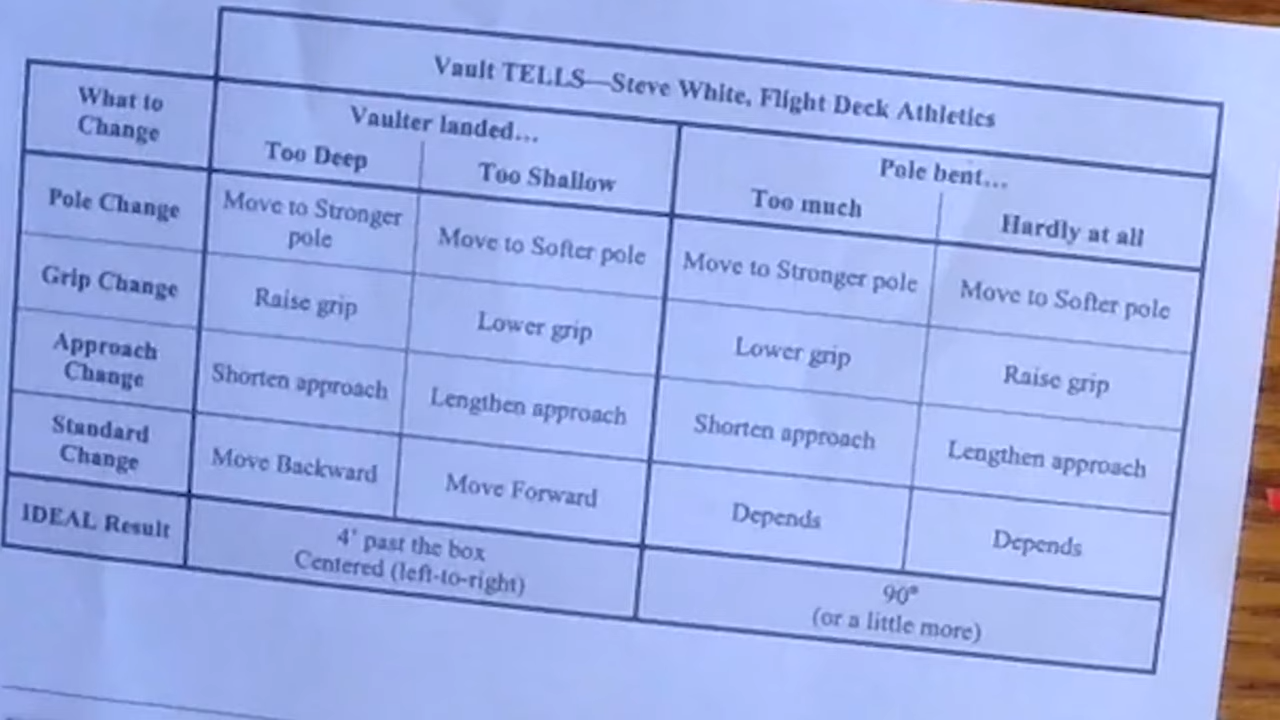 Vault TELLS—Steve White, Flight Deck Athletics
What to
Change
Vaulter landed...
Pole bent...
Too Deep
Too Shallow
Too much
Hardly at all
Pole Change
Move to Stronger
pole
Move to Softer pole
Move to Stronger pole
Move to Softer pole
Grip Change
Raise grip
Lower grip
Lower grip
Raise grip
Approach
Change
Shorten approach
Lengthen approach
Shorten approach
Lengthen approach
Standard
Change
Move Backward
Move Forward
Depends
Depends
IDEAL Result
4' past the box
Centered (left-to-right)
90°
(or a little more)